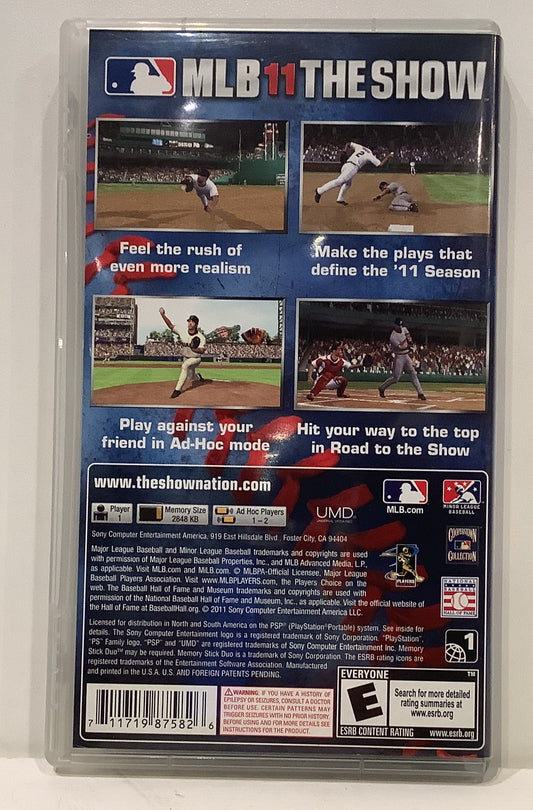 MLB 11 THE SHOW
Feel the rush of
even more realism
Make the plays that
define the '11 Season
Play against your
friend in Ad-Hoc mode
Hit your way to the top
in Road to the Show
www.theshownation.com
MLB.com
MINOR LEAGUE
BASEBALL
Player
1
Memory Size
2848 KB
Ad Hoc Players
1 – 2
UMD
Sony Computer Entertainment America, 919 East Hillsdale Blvd., Foster City, CA 94404
Major League Baseball and Minor League Baseball trademarks and copyrights are used
with permission of Major League Baseball Properties, Inc., and MLB Advanced Media, L.P.,
as applicable. Visit MLB.com and MiLB.com. © MLBPA-Official Licensee, Major League
Baseball Players Association. Visit www.MLBPLAYERS.com, the Players Choice on the
web. The Baseball Hall of Fame and Museum trademarks and copyrights are used with
permission of the National Baseball Hall of Fame and Museum, Inc., as applicable. Visit the official website of
the Hall of Fame at BaseballHall.org. © 2011 Sony Computer Entertainment America LLC.
COOPERSTOWN
COLLECTION
PLAYERS
NATIONAL
BASEBALL
HALL OF FAME
Licensed for distribution in North and South America on the PSP® (PlayStation®Portable) system. See inside for
details. The Sony Computer Entertainment logo is a registered trademark of Sony Corporation. "PlayStation",
"PS" Family logo, "PSP" and "UMD" are registered trademarks of Sony Computer Entertainment Inc. Memory
Stick Duo™ may be required. Memory Stick Duo is a trademark of Sony Corporation. The ESRB rating icons are
registered trademarks of the Entertainment Software Association. Manufactured
and printed in the U.S.A. U.S. AND FOREIGN PATENTS PENDING.
1
7 11719 87582 6
WARNING: IF YOU HAVE A HISTORY OF
EPILEPSY OR SEIZURES, CONSULT A DOCTOR
BEFORE USE. CERTAIN PATTERNS MAY
TRIGGER SEIZURES WITH NO PRIOR HISTORY.
BEFORE USING AND FOR MORE DETAILS SEE
INSTRUCTIONS FOR THE PRODUCT.
EVERYONE
E
Search for more detailed
rating summaries at
www.esrb.org
ESRB CONTENT RATING www.esrb.org